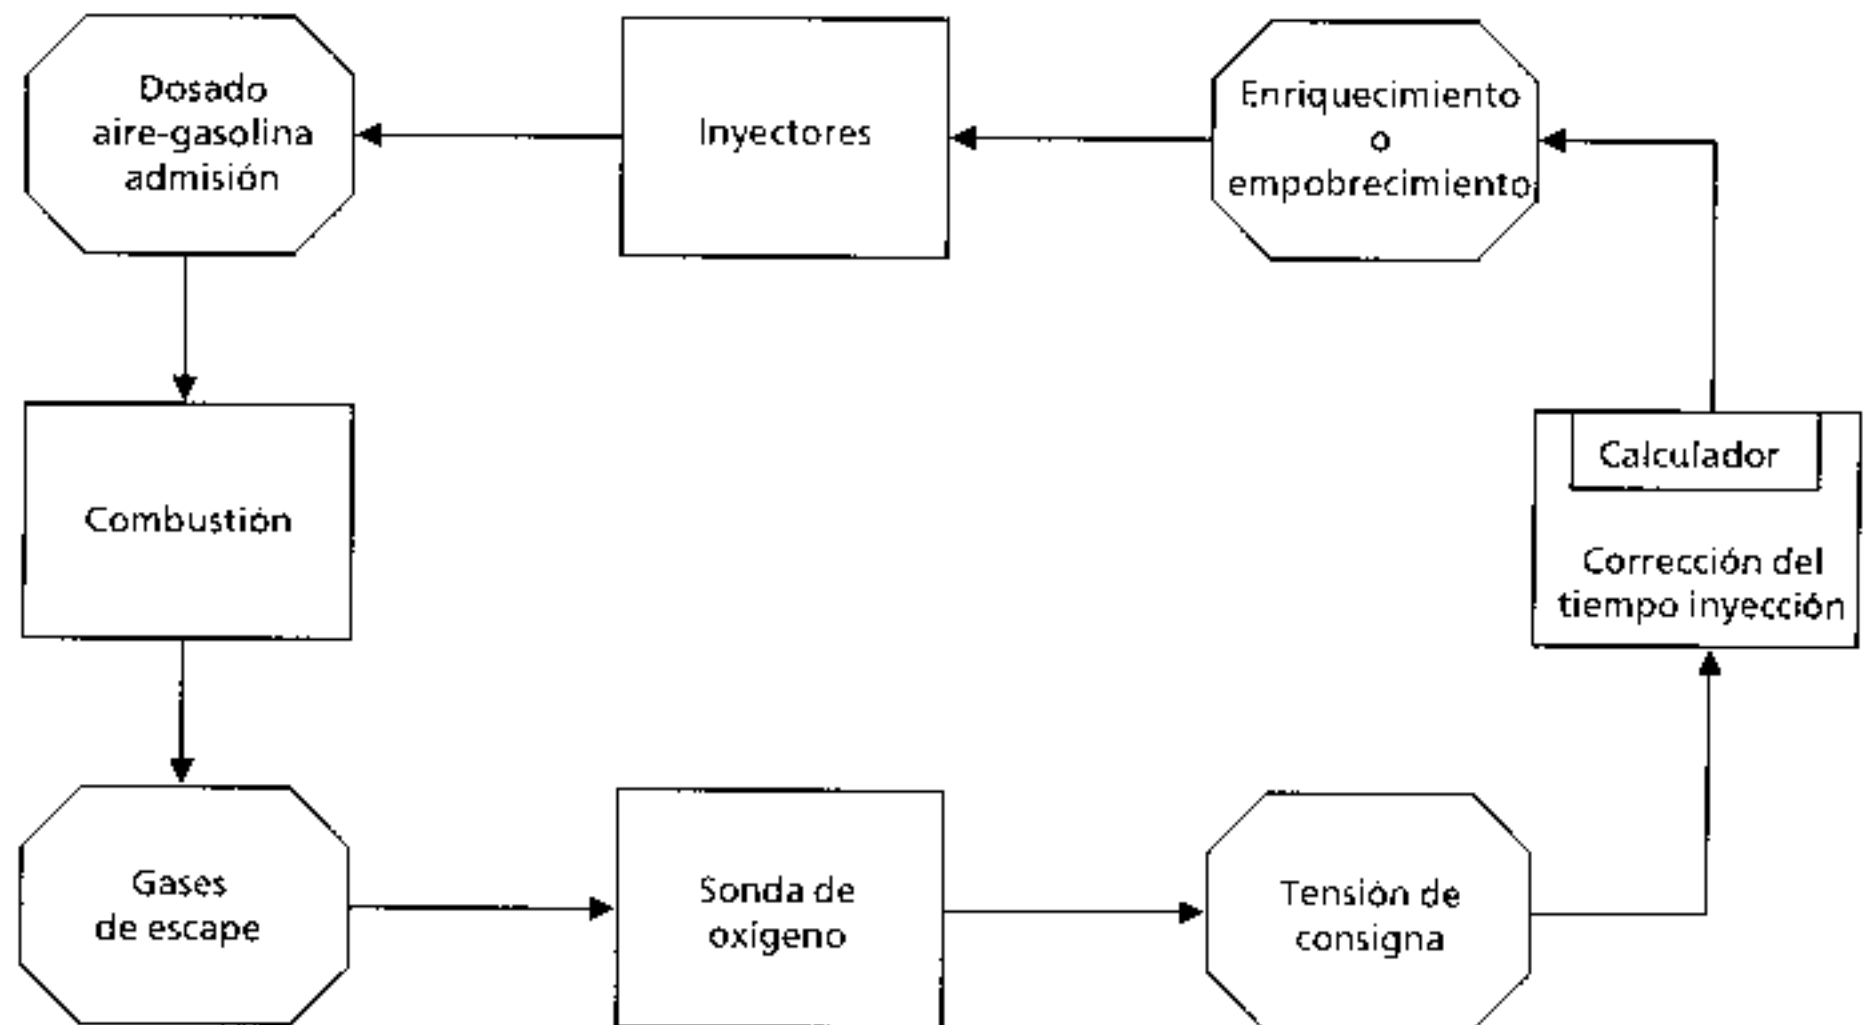 Dosado
aire-gasolina
admisión
Inyectores
Enriquecimiento
o
empobrecimiento
Combustión
Calculador
Corrección del
tiempo inyección
Gases
de escape
Sonda de
oxígeno
Tensión de
consigna